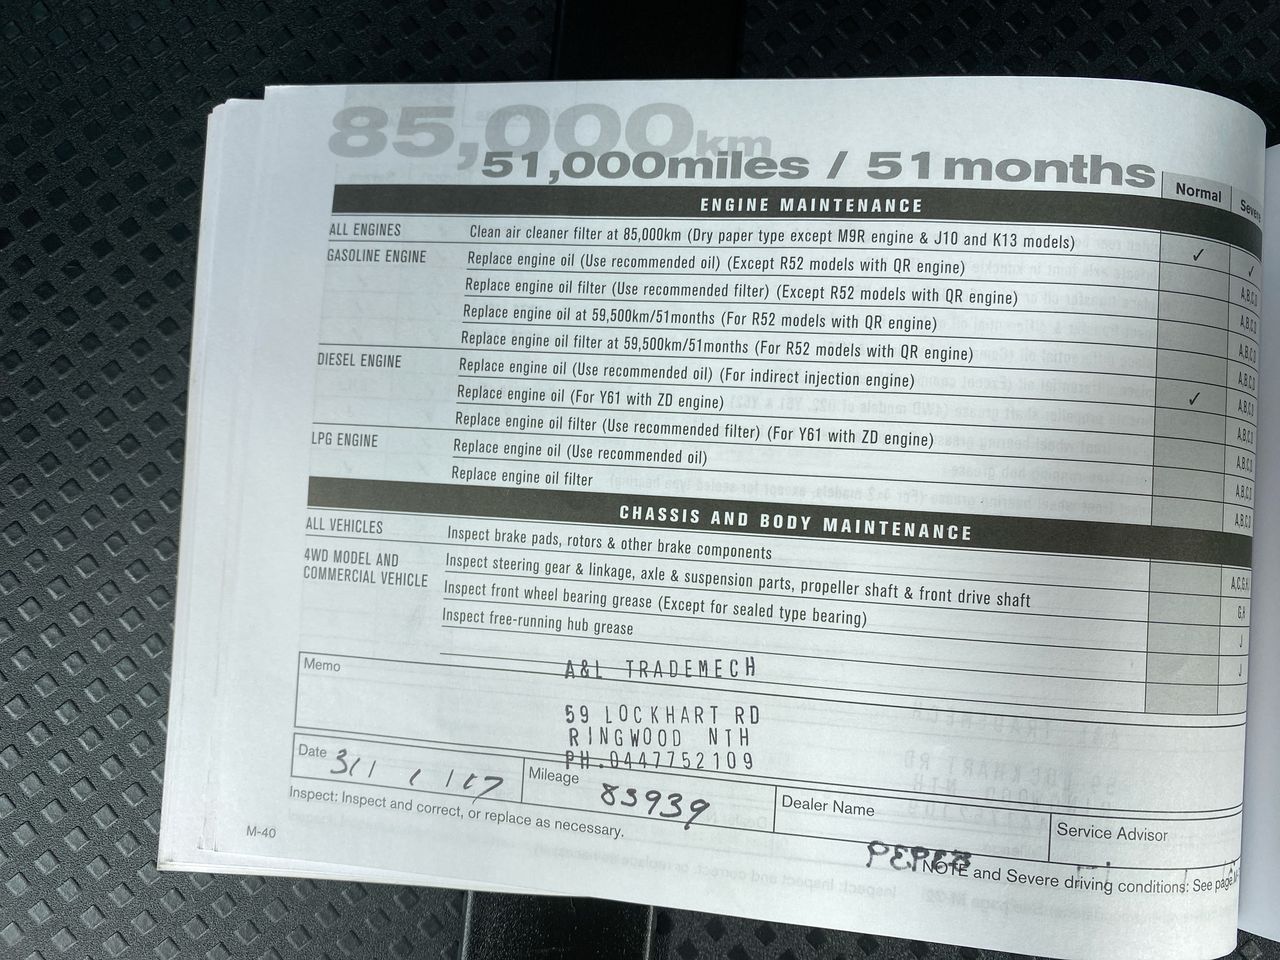 85,000km
51,000miles / 51months
Normal
ENGINE MAINTENANCE
ALL ENGINES Clean air cleaner filter at 85,000km (Dry paper type except M9R engine & J10 and K13 models) ✓ ✓
GASOLINE ENGINE Replace engine oil (Use recommended oil) (Except R52 models with QR engine) A,B,C,D
Replace engine oil filter (Use recommended filter) (Except R52 models with QR engine) A,B,C,D
Replace engine oil at 59,500km/51months (For R52 models with QR engine) A,B,C,D
Replace engine oil filter at 59,500km/51months (For R52 models with QR engine) A,B,C,D
DIESEL ENGINE Replace engine oil (Use recommended oil) (For indirect injection engine) ✓ A,B,C,D
Replace engine oil (For Y61 with ZD engine) A,B,C,D
Replace engine oil filter (Use recommended filter) (For Y61 with ZD engine) A,B,C,D
LPG ENGINE Replace engine oil (Use recommended oil) A,B,C,D
Replace engine oil filter A,B,C,D
CHASSIS AND BODY MAINTENANCE
ALL VEHICLES Inspect brake pads, rotors & other brake components A,C,G,H
Inspect steering gear & linkage, axle & suspension parts, propeller shaft & front drive shaft G,H
4WD MODEL AND
COMMERCIAL VEHICLE
Inspect front wheel bearing grease (Except for sealed type bearing) J
Inspect free-running hub grease J
Memo
A&L TRADEMECH
59 LOCKHART RD
RINGWOOD NTH
PH.0447752109
Date Mileage 83939 Dealer Name Service Advisor
Inspect: Inspect and correct, or replace as necessary.
NOTE and Severe driving conditions: See page
M-40